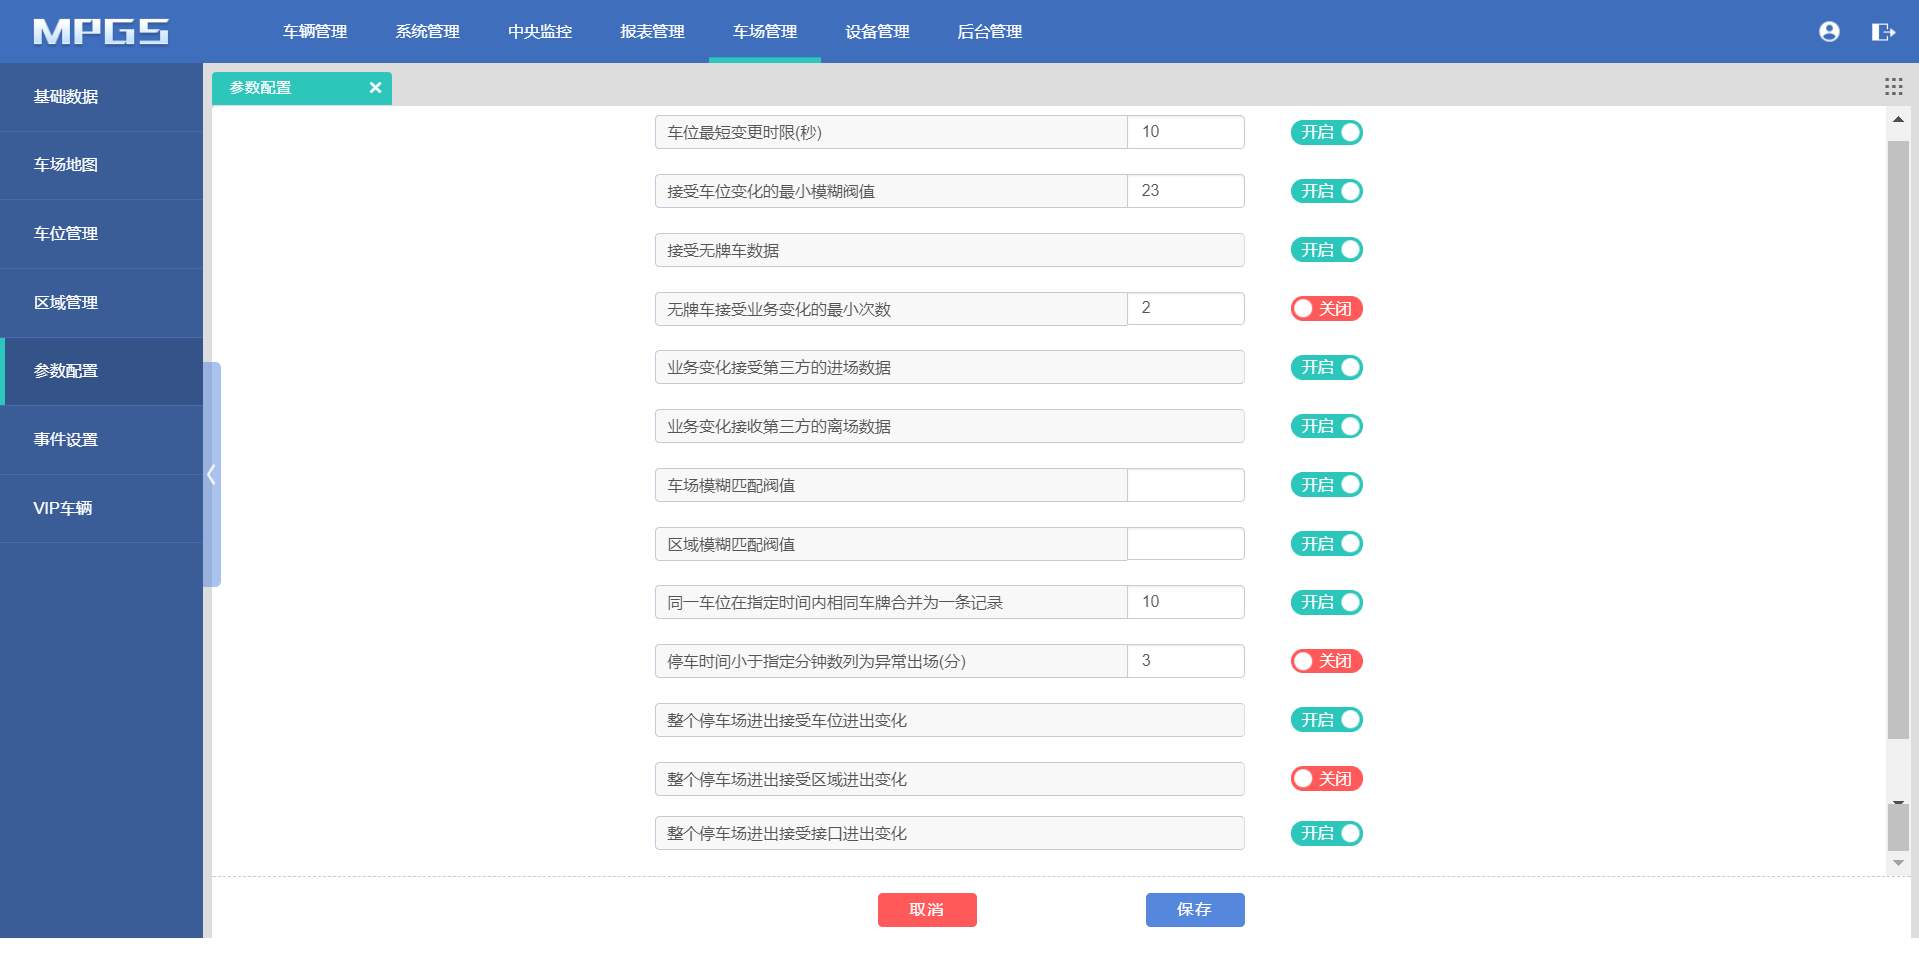 MPGS
车辆管理 系统管理 中央监控 报表管理 车场管理 设备管理 后台管理
基础数据
车场地图
车位管理
区域管理
参数配置
事件设置
VIP车辆
参数配置
车位最短变更时限(秒) 10 开启
接受车位变化的最小模糊阀值 23 开启
接受无牌车数据 开启
无牌车接受业务变化的最小次数 2 关闭
业务变化接受第三方的进场数据 开启
业务变化接收第三方的离场数据 开启
车场模糊匹配阀值 开启
区域模糊匹配阀值 开启
同一车位在指定时间内相同车牌合并为一条记录 10 开启
停车时间小于指定分钟数列为异常出场(分) 3 关闭
整个停车场进出接受车位进出变化 开启
整个停车场进出接受区域进出变化 关闭
整个停车场进出接受接口进出变化 开启
取消 保存